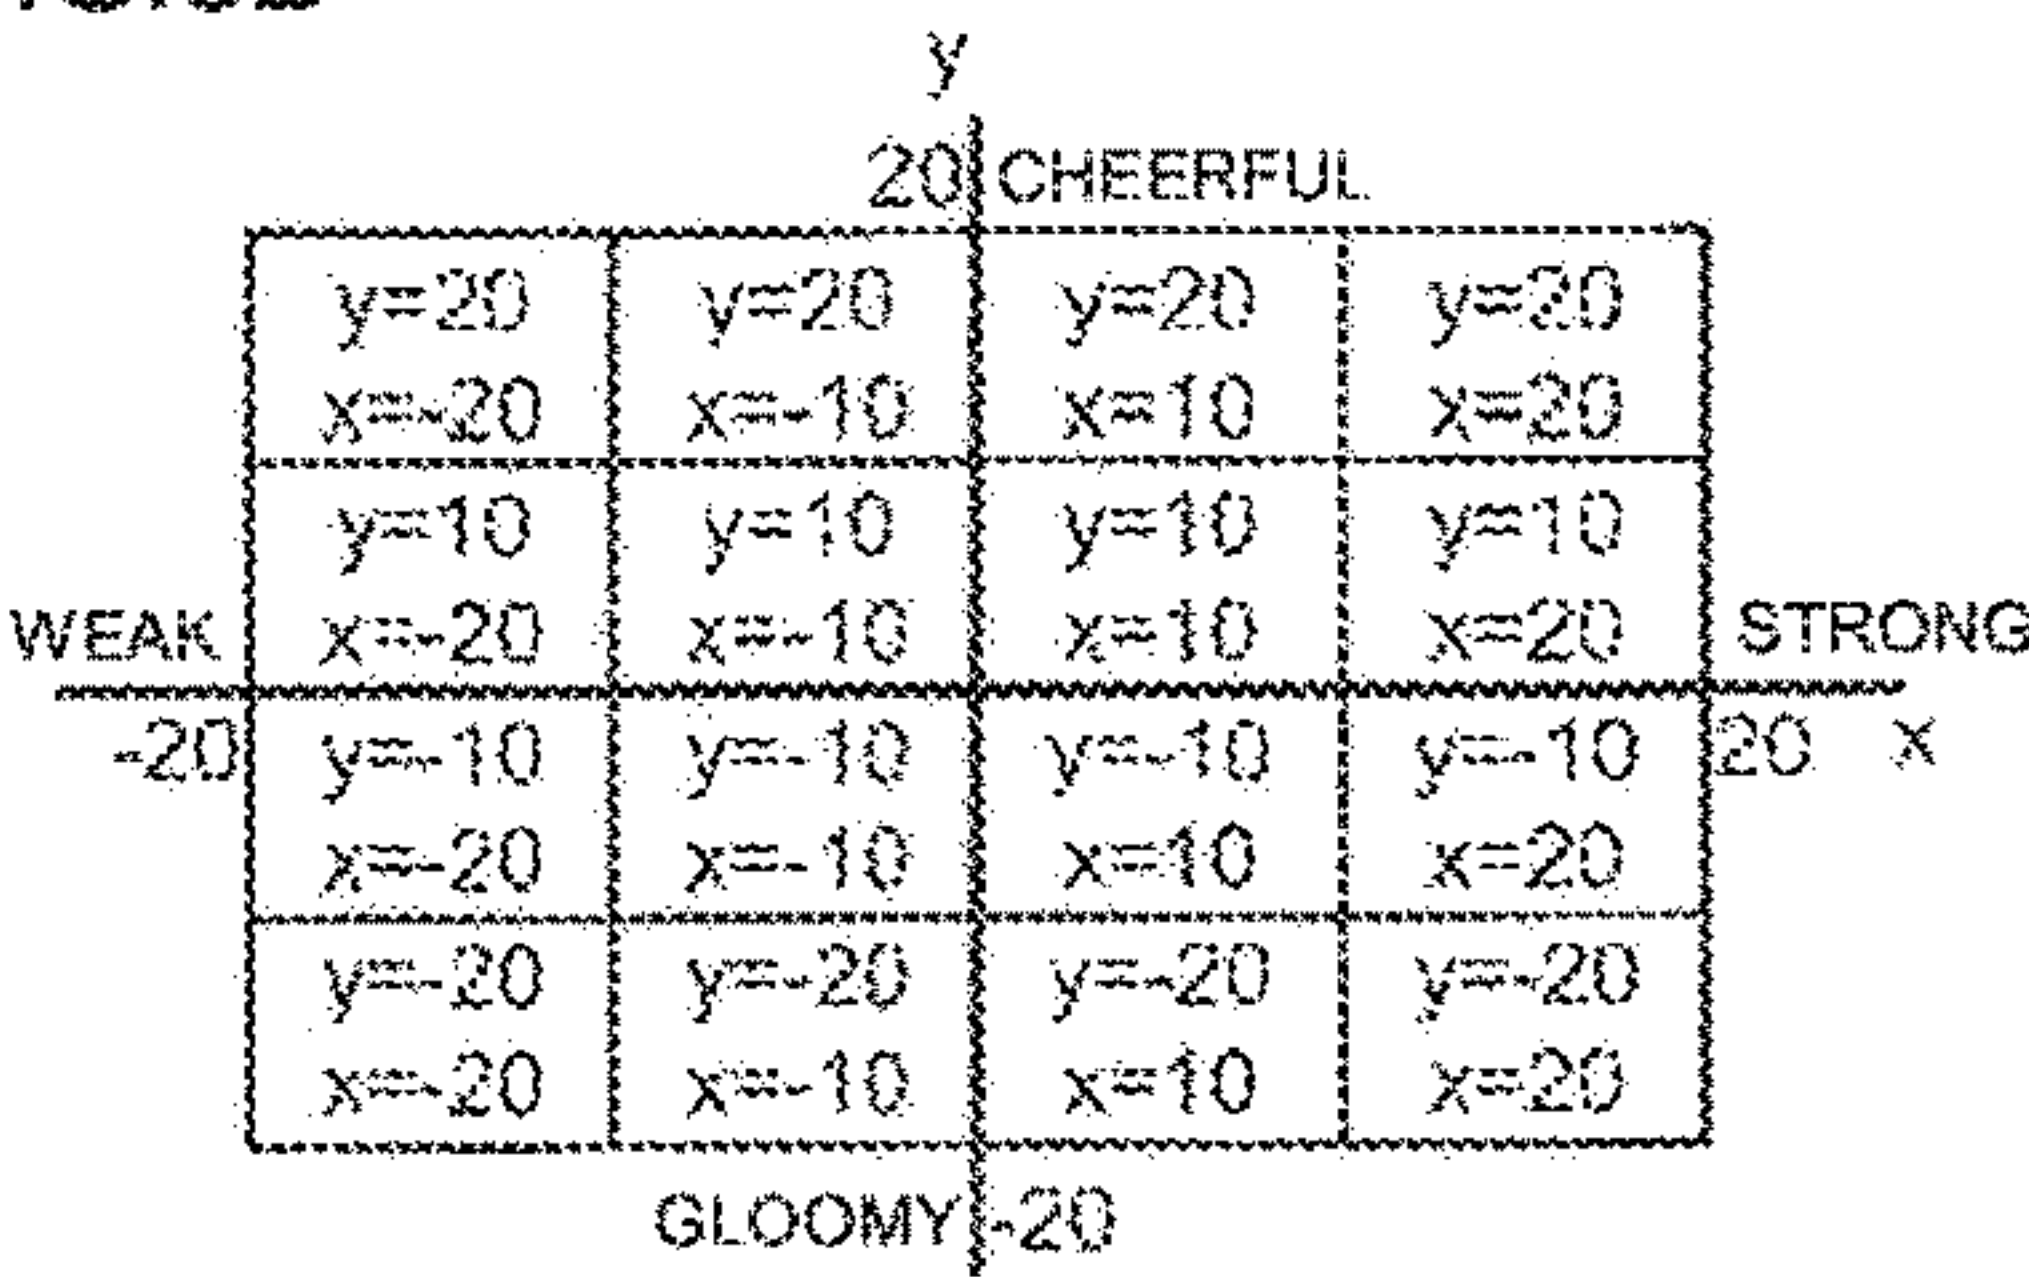 y
20 CHEERFUL
y=20 y=20 y=20 y=20
x=-20 x=-10 x=10 x=20
y=10 y=10 y=10 y=10
WEAK x=-20 x=-10 x=10 x=20 STRONG
-20 y=-10 y=-10 y=-10 y=-10 20 x
x=-20 x=-10 x=10 x=20
y=-20 y=-20 y=-20 y=-20
x=-20 x=-10 x=10 x=20
GLOOMY -20